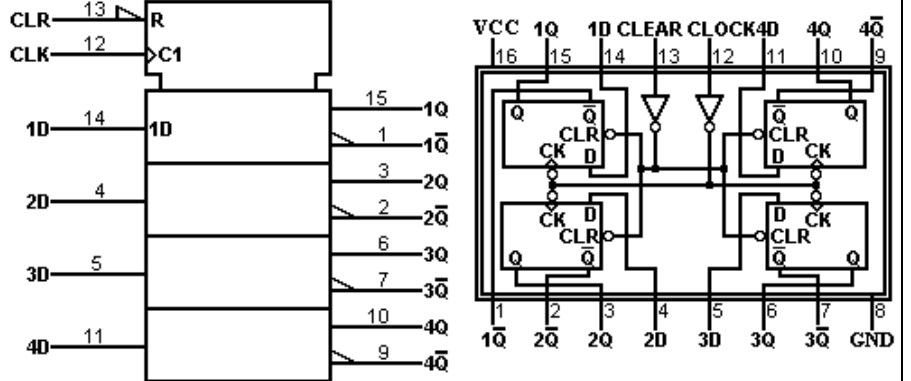 CLR 13 R
CLK 12 C1
15 1Q
1D 14 1D
1 1Q̅
3 2Q
2D 4
2 2Q̅
6 3Q
3D 5
7 3Q̅
10 4Q
4D 11
9 4Q̅
VCC 1Q 1D CLEAR CLOCK 4D 4Q 4Q̅
16 15 14 13 12 11 10 9
Q Q̅ Q̅ Q
CLR CLR
CK D D CK
CK D D CK
CLR CLR
Q Q̅ Q̅ Q
1 2 3 4 5 6 7 8
1Q̅ 2Q̅ 2Q 2D 3D 3Q 3Q̅ GND